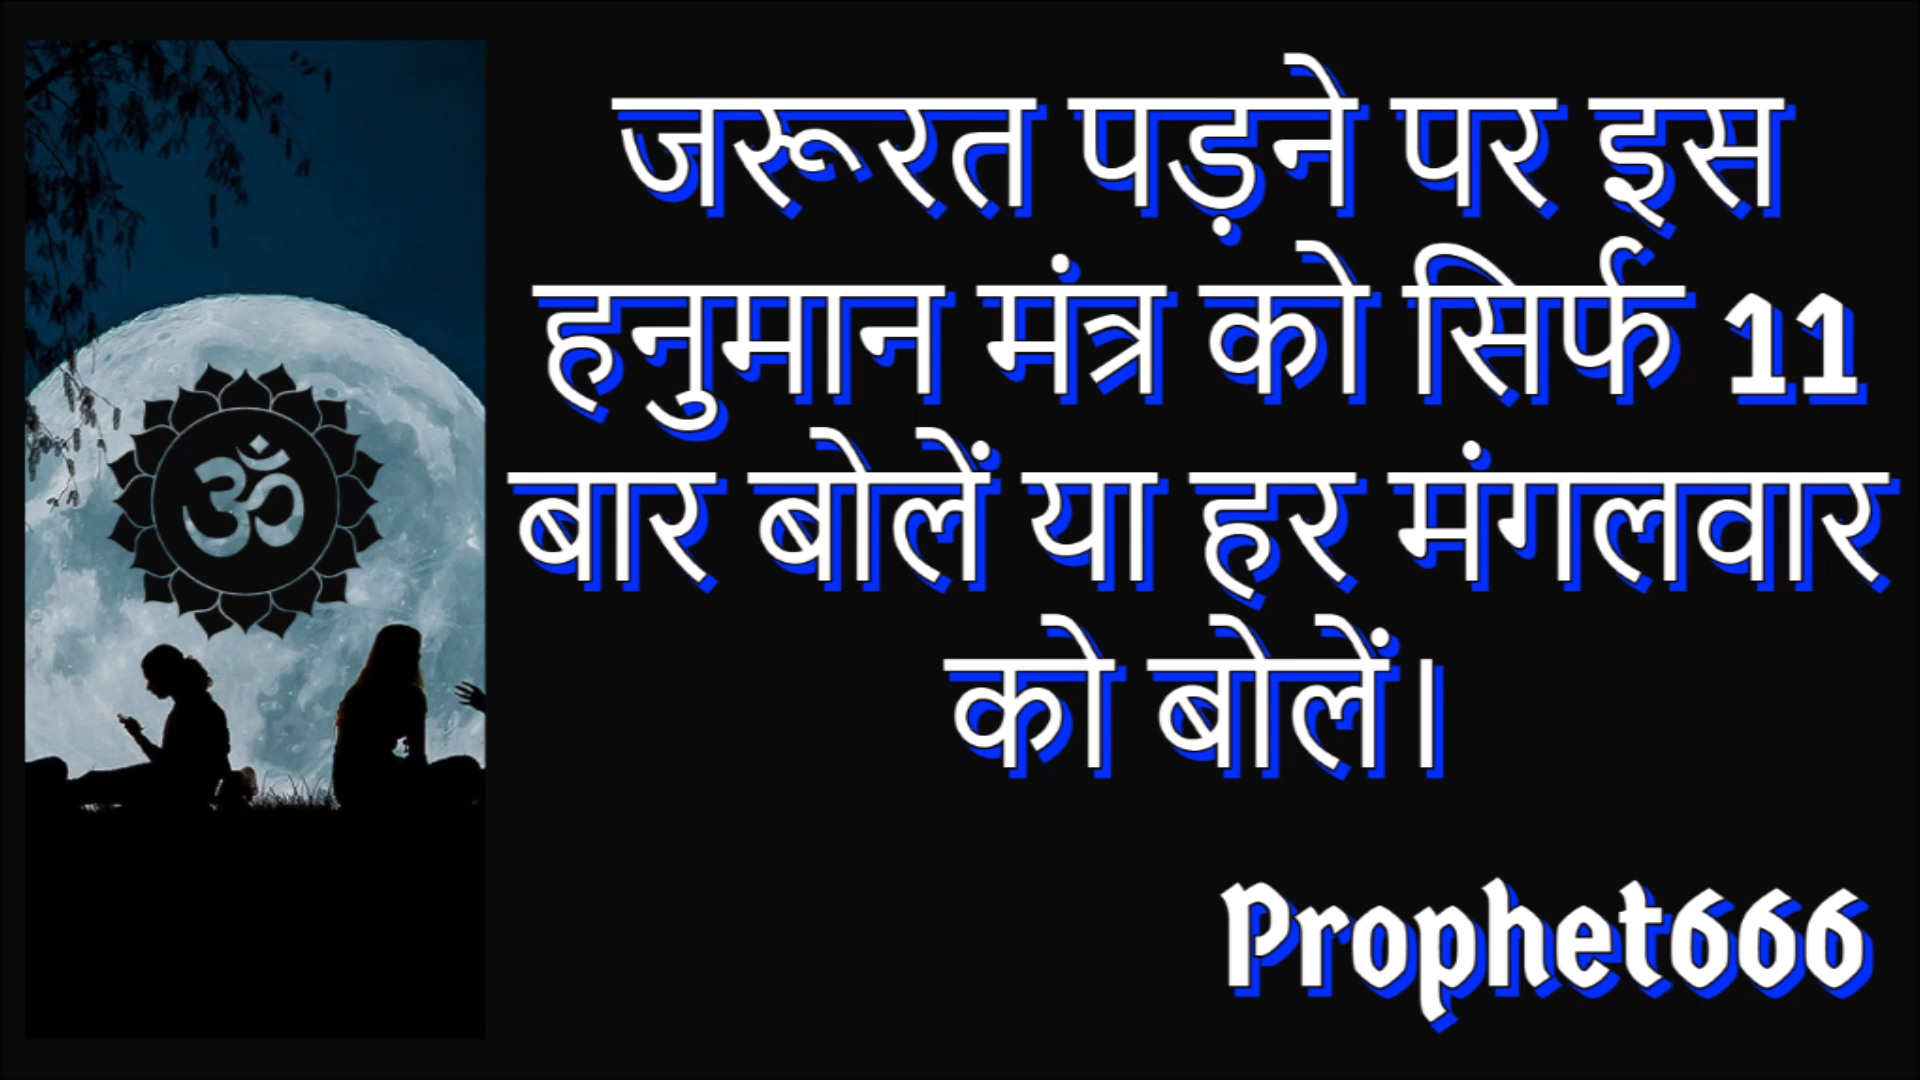 जरूरत पड़ने पर इस
हनुमान मंत्र को सिर्फ 11
बार बोलें या हर मंगलवार
को बोलें।
Prophet666
ॐ